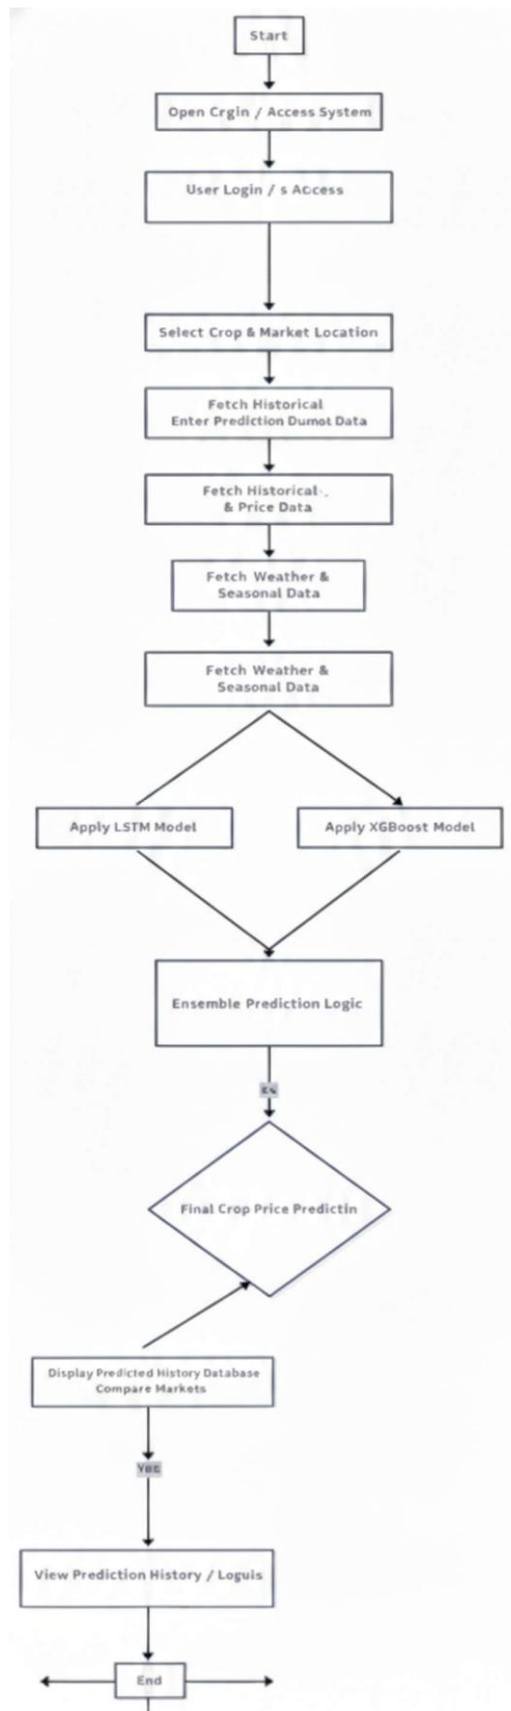 Start
Open Crgin / Access System
User Login / s Access
Select Crop & Market Location
Fetch Historical
Enter Prediction Dumot Data
Fetch Historical
& Price Data
Fetch Weather &
Seasonal Data
Fetch Weather &
Seasonal Data
Apply LSTM Model
Apply XGBoost Model
Ensemble Prediction Logic
Final Crop Price Predictin
Display Predicted History Database
Compare Markets
View Prediction History / Loguis
End